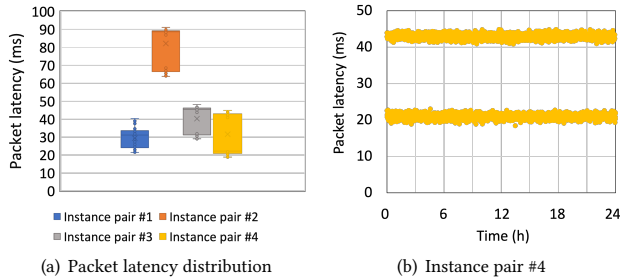 Packet latency (ms)
100
90
80
70
60
50
40
30
20
10
0
Instance pair #1
Instance pair #2
Instance pair #3
Instance pair #4
(a) Packet latency distribution
Packet latency (ms)
50
40
30
20
10
0
0
6
12
18
24
Time (h)
(b) Instance pair #4